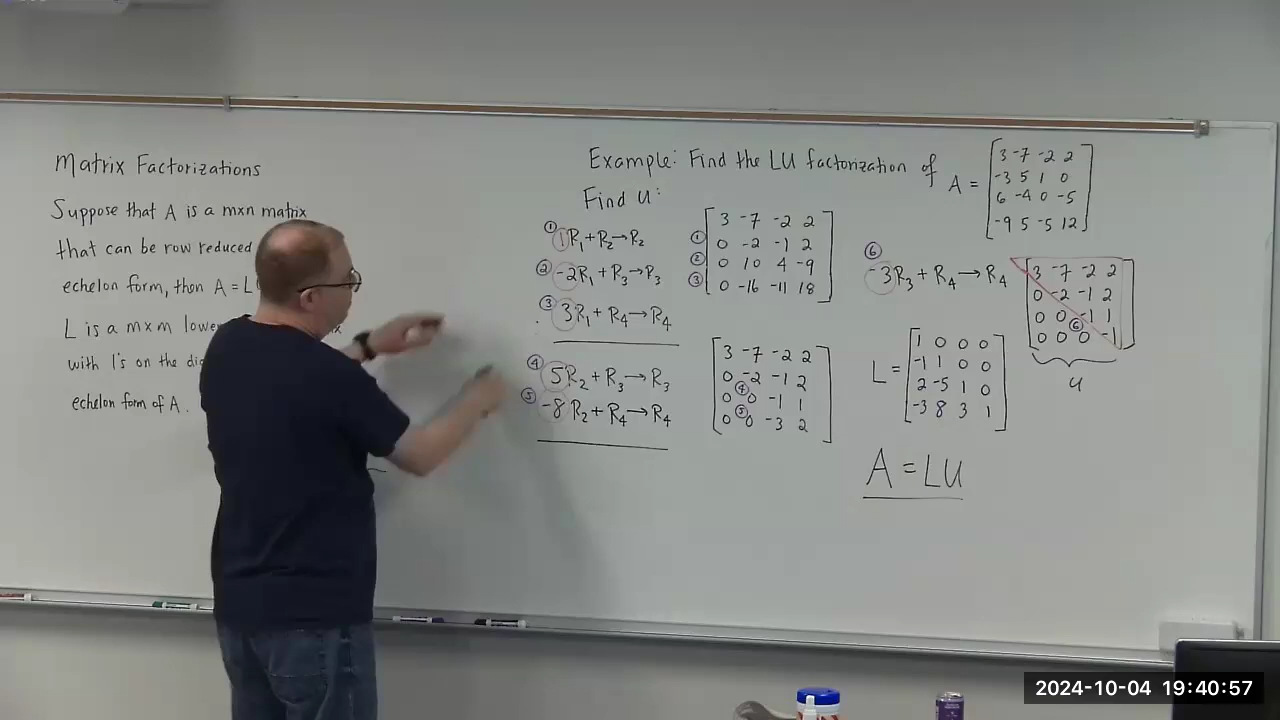 Matrix Factorizations
Suppose that A is a mxn matrix
that can be row reduced
echelon form, then A = L
L is a mxm lower
with 1's on the
echelon form of A.
Example: Find the LU factorization of A =
3 -7 -2 2
-3 5 1 0
6 -4 0 -5
-9 5 -5 12
Find U:
① 1R₁+R₂→R₂
② -2R₁+R₃→R₃
③ 3R₁+R₄→R₄
3 -7 -2 2
① 0 -2 -1 2
② 0 10 4 -9
③ 0 -16 -11 18
④ 5R₂+R₃→R₃
⑤ -8R₂+R₄→R₄
3 -7 -2 2
0 -2 -1 2
④
0 0 -1 1
⑤
0 0 -3 2
⑥
-3R₃+R₄→R₄
3 -7 -2 2
0 -2 -1 2
0 0 -1 1
⑥
0 0 0 -1
U
L =
1 0 0 0
-1 1 0 0
2 -5 1 0
-3 8 3 1
A = LU
2024-10-04 19:40:57